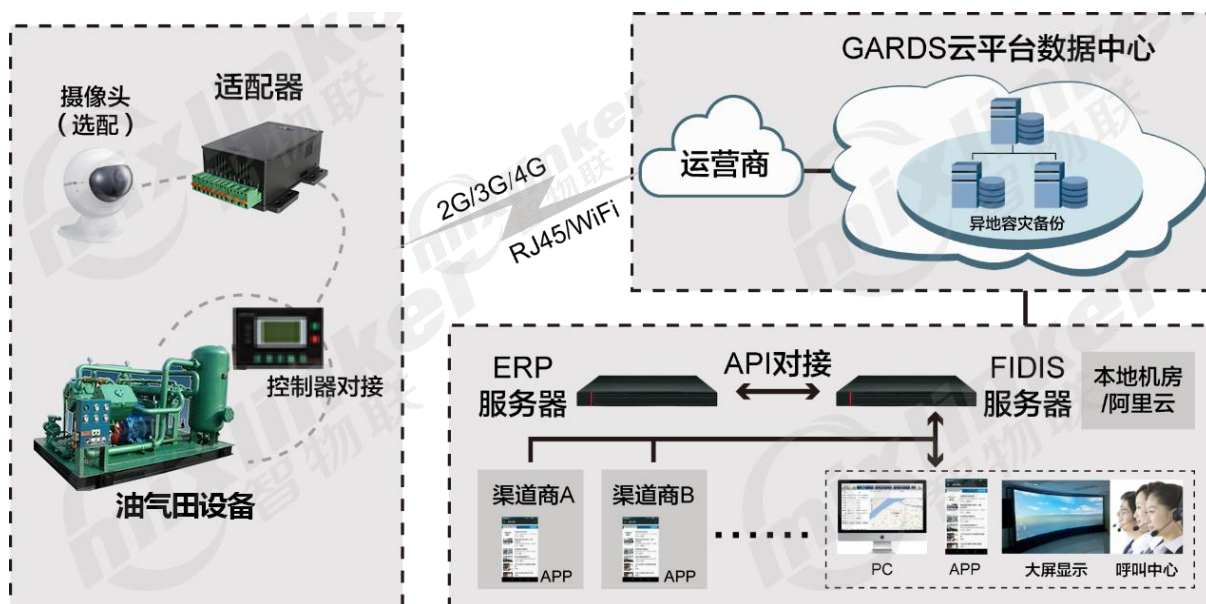 摄像头
（选配）
适配器
控制器对接
油气田设备
2G/3G/4G
RJ45/WiFi
GARDS云平台数据中心
运营商
异地容灾备份
ERP
服务器
API对接
FIDIS
服务器
本地机房
/阿里云
渠道商A
APP
渠道商B
APP
PC
APP
大屏显示
呼叫中心
mixlinker
智物联